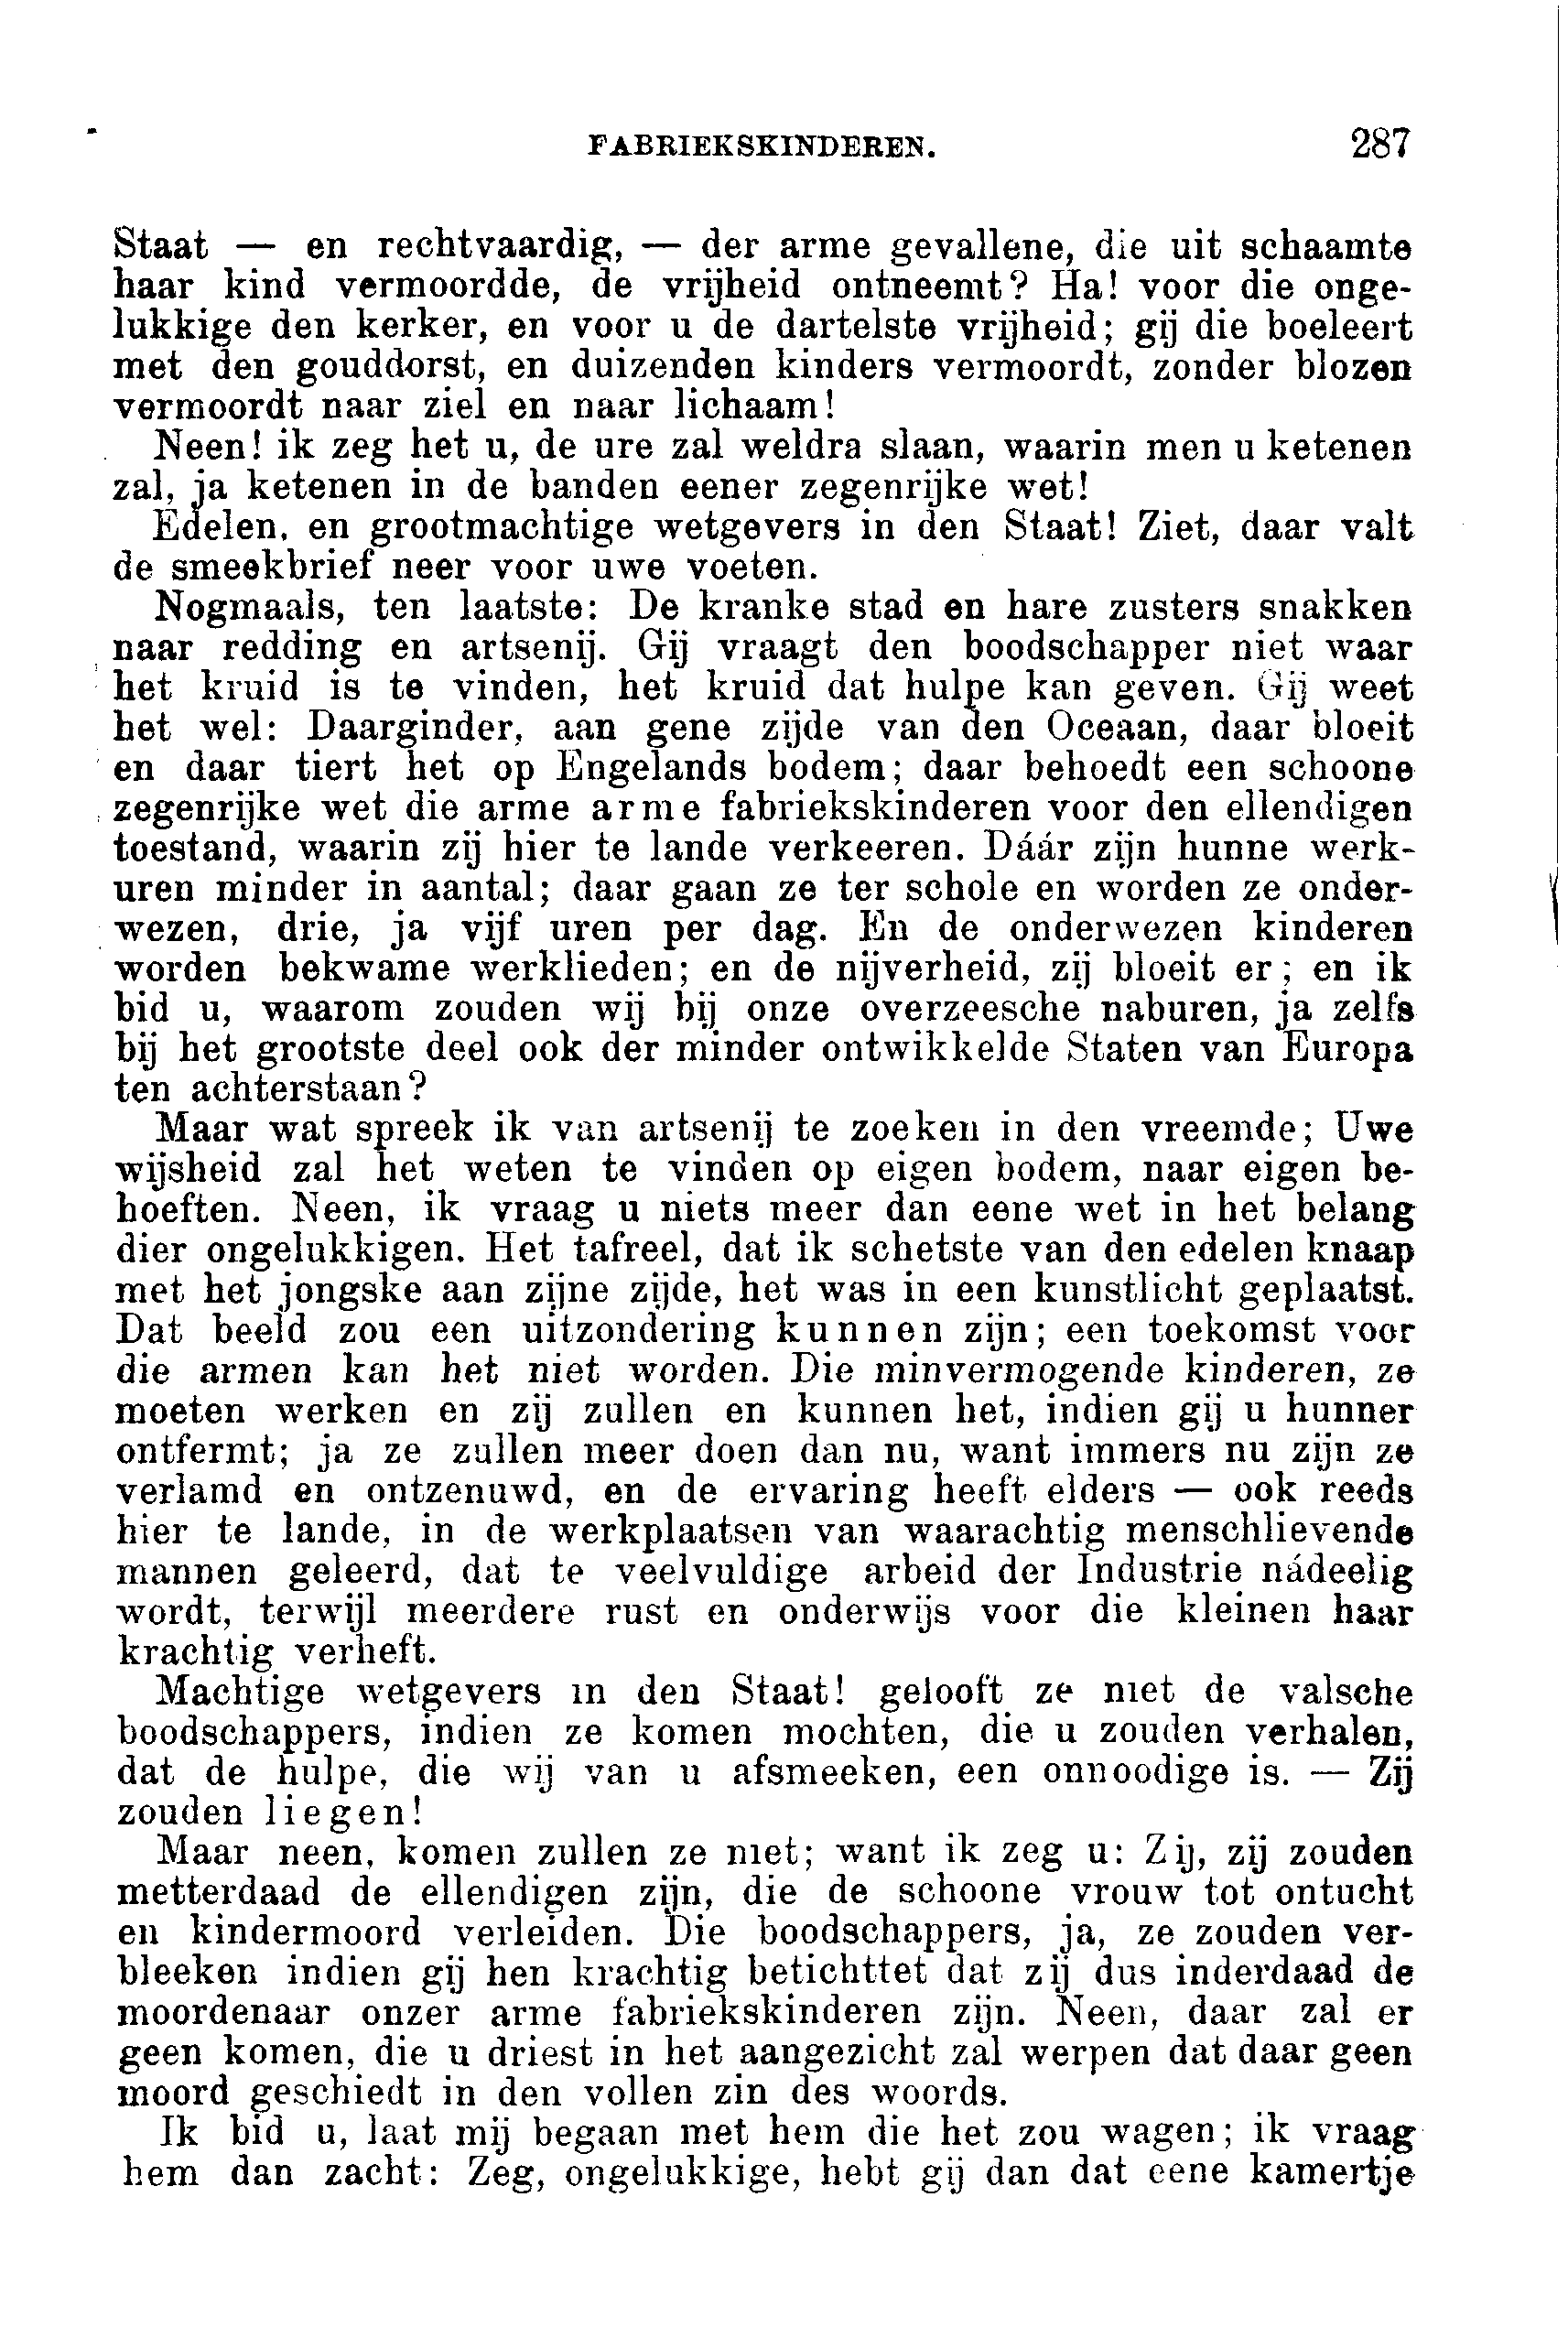 FABRIEKSKINDEREN. 287
Staat — en rechtvaardig, — der arme gevallene, die uit schaamte
haar kind vermoordde, de vrijheid ontneemt? Ha! voor die onge-
lukkige den kerker, en voor u de dartelste vrijheid; gij die boeleert
met den gouddorst, en duizenden kinders vermoordt, zonder blozen
vermoordt naar ziel en naar lichaam!
Neen! ik zeg het u, de ure zal weldra slaan, waarin men u ketenen
zal, ja ketenen in de banden eener zegenrijke wet!
Edelen, en grootmachtige wetgevers in den Staat! Ziet, daar valt
de smeekbrief neer voor uwe voeten.
Nogmaals, ten laatste: De kranke stad en hare zusters snakken
naar redding en artsenij. Gij vraagt den boodschapper niet waar
het kruid is te vinden, het kruid dat hulpe kan geven. Gij weet
het wel: Daarginder, aan gene zijde van den Oceaan, daar bloeit
en daar tiert het op Engelands bodem; daar behoedt een schoone
zegenrijke wet die arme arme fabriekskinderen voor den ellendigen
toestand, waarin zij hier te lande verkeeren. Dáár zijn hunne werk-
uren minder in aantal; daar gaan ze ter schole en worden ze onder-
wezen, drie, ja vijf uren per dag. En de onderwezen kinderen
worden bekwame werklieden; en de nijverheid, zij bloeit er; en ik
bid u, waarom zouden wij bij onze overzeesche naburen, ja zelfs
bij het grootste deel ook der minder ontwikkelde Staten van Europa
ten achterstaan?
Maar wat spreek ik van artsenij te zoeken in den vreemde; Uwe
wijsheid zal het weten te vinden op eigen bodem, naar eigen be-
hoeften. Neen, ik vraag u niets meer dan eene wet in het belang
dier ongelukkigen. Het tafreel, dat ik schetste van den edelen knaap
met het jongske aan zijne zijde, het was in een kunstlicht geplaatst.
Dat beeld zou een uitzondering kunnen zijn; een toekomst voor
die armen kan het niet worden. Die minvermogende kinderen, ze
moeten werken en zij zullen en kunnen het, indien gij u hunner
ontfermt; ja ze zullen meer doen dan nu, want immers nu zijn ze
verlamd en ontzenuwd, en de ervaring heeft elders — ook reeds
hier te lande, in de werkplaatsen van waarachtig menschlievende
mannen geleerd, dat te veelvuldige arbeid der Industrie nádeelig
wordt, terwijl meerdere rust en onderwijs voor die kleinen haar
krachtig verheft.
Machtige wetgevers in den Staat! gelooft ze niet de valsche
boodschappers, indien ze komen mochten, die u zouden verhalen,
dat de hulpe, die wij van u afsmeeken, een onnoodige is. — Zij
zouden liegen!
Maar neen, komen zullen ze niet; want ik zeg u: Zij, zij zouden
metterdaad de ellendigen zijn, die de schoone vrouw tot ontucht
en kindermoord verleiden. Die boodschappers, ja, ze zouden ver-
bleeken indien gij hen krachtig betichttet dat zij dus inderdaad de
moordenaar onzer arme fabriekskinderen zijn. Neen, daar zal er
geen komen, die u driest in het aangezicht zal werpen dat daar geen
moord geschiedt in den vollen zin des woords.
Ik bid u, laat mij begaan met hem die het zou wagen; ik vraag
hem dan zacht: Zeg, ongelukkige, hebt gij dan dat eene kamertje